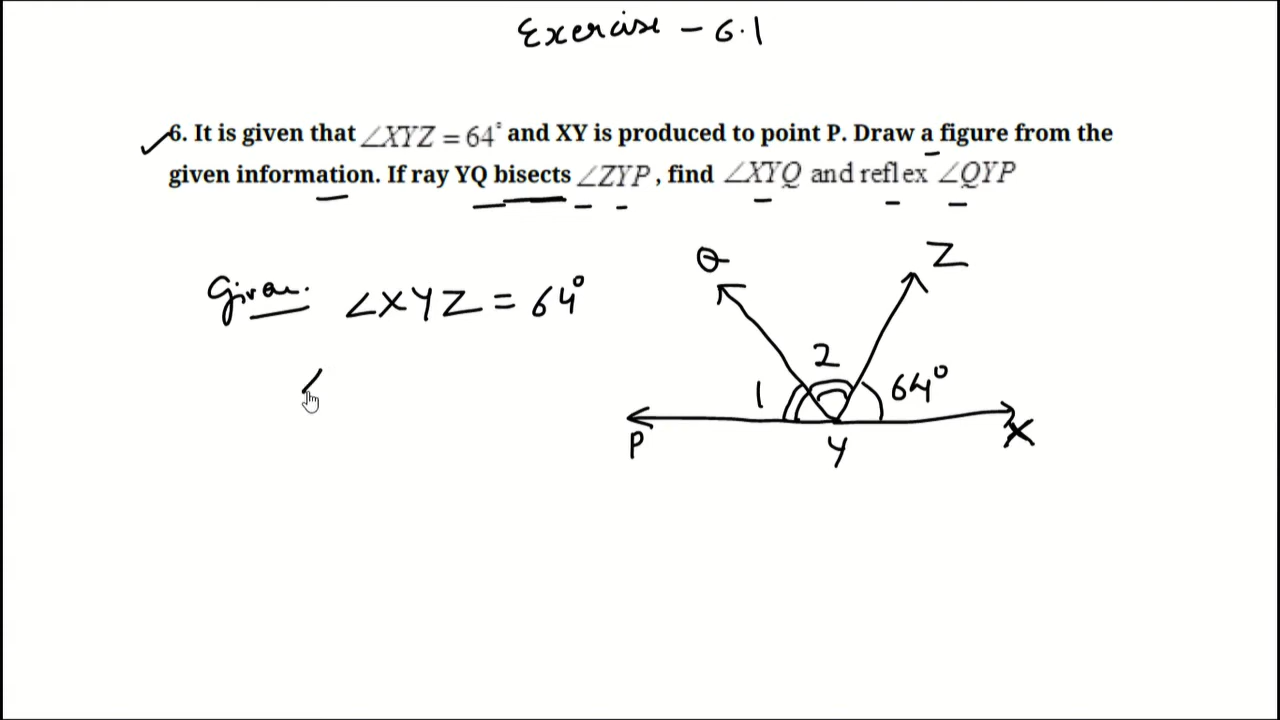 Exercise - 6.1
6. It is given that ∠XYZ = 64° and XY is produced to point P. Draw a figure from the
given information. If ray YQ bisects ∠ZYP, find ∠XYQ and reflex ∠QYP
Given. ∠XYZ = 64°
∠
Q
Z
2
1
64°
P
Y
X